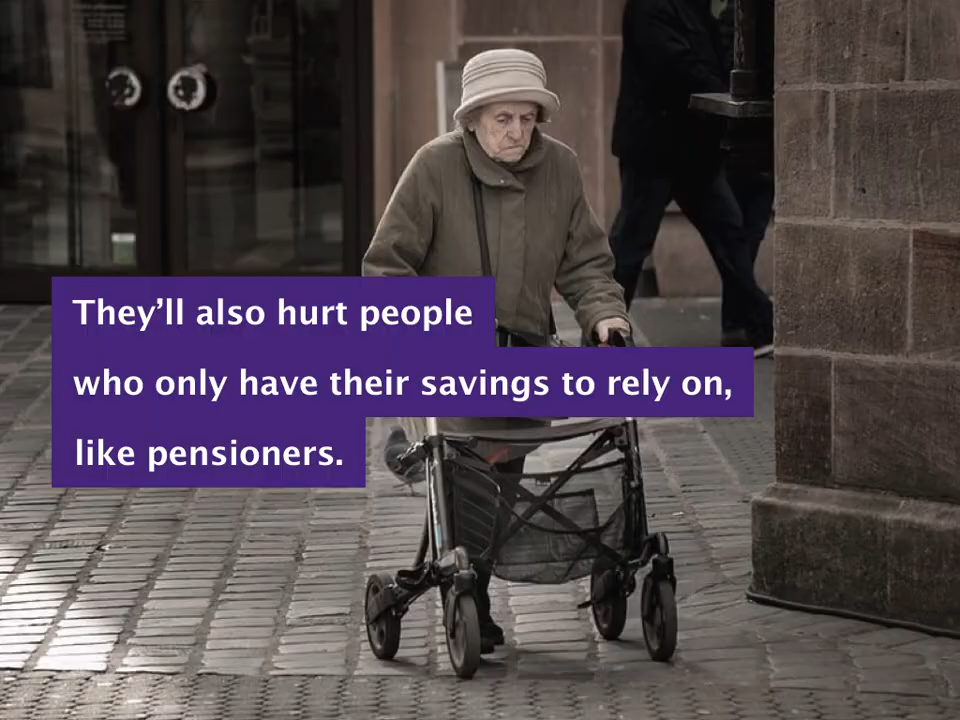 They’ll also hurt people
who only have their savings to rely on,
like pensioners.